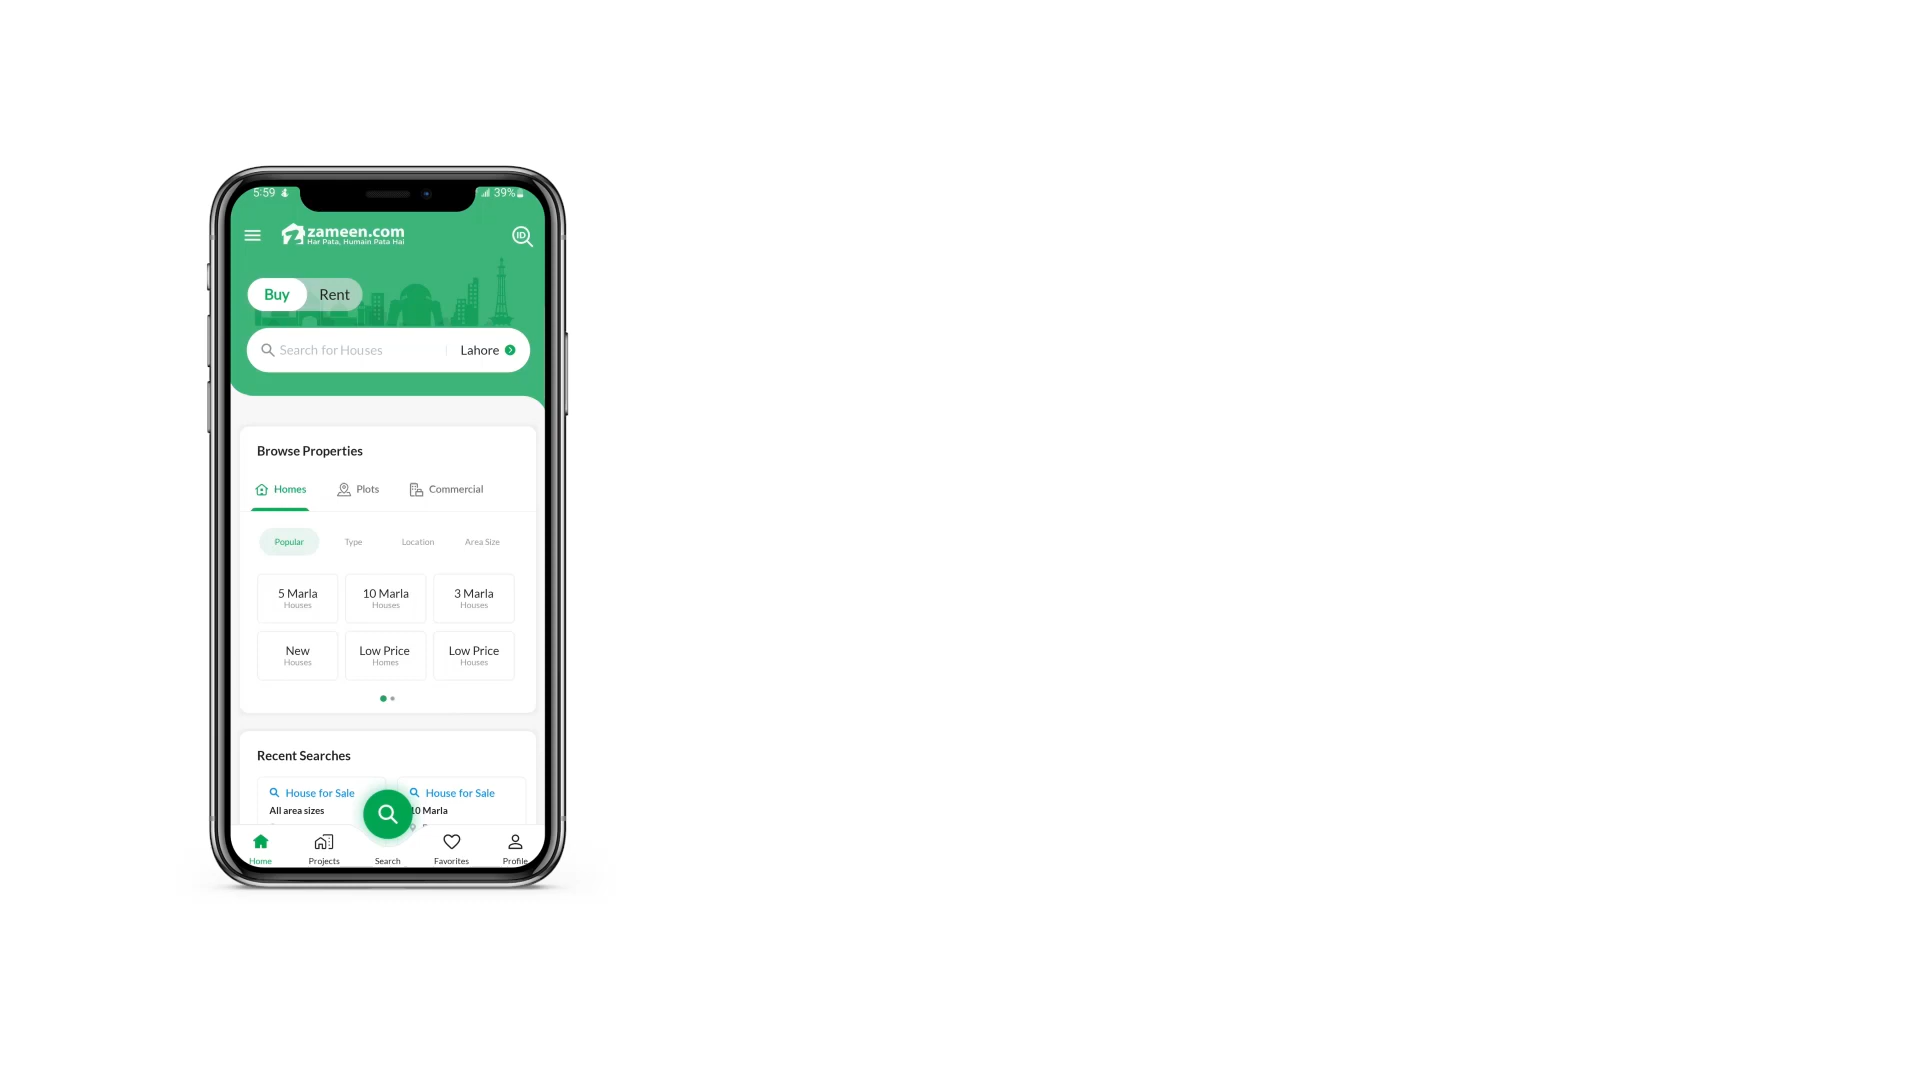 5:59
39%
zameen.com
Har Pata, Humain Pata Hai
ID
Buy Rent
Search for Houses Lahore
Browse Properties
Homes Plots Commercial
Popular Type Location Area Size
5 Marla 10 Marla 3 Marla
Houses Houses Houses
New Low Price Low Price
Houses Homes Houses
Recent Searches
House for Sale House for Sale
All area sizes 10 Marla
Home Projects Search Favorites Profile